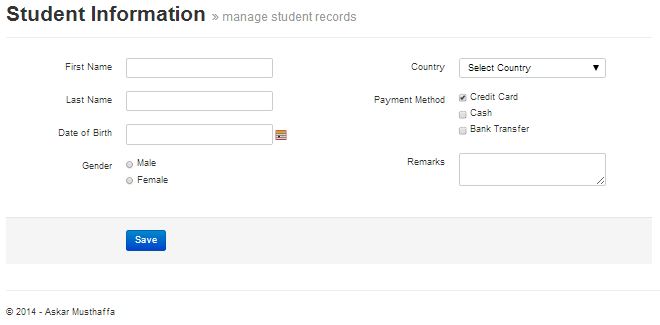 Student Information » manage student records
First Name
Last Name
Date of Birth
Gender
Male
Female
Country
Select Country
Payment Method
Credit Card
Cash
Bank Transfer
Remarks
Save
© 2014 - Askar Musthaffa